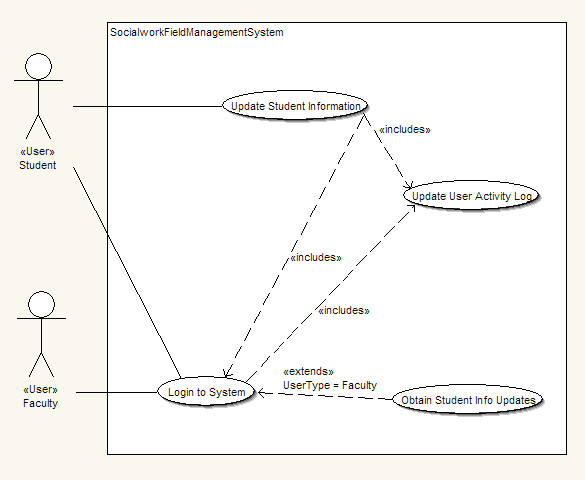 SocialworkFieldManagementSystem
Update Student Information
«includes»
«User»
Student
Update User Activity Log
«includes»
«includes»
«extends»
UserType = Faculty
«User»
Faculty
Login to System
Obtain Student Info Updates